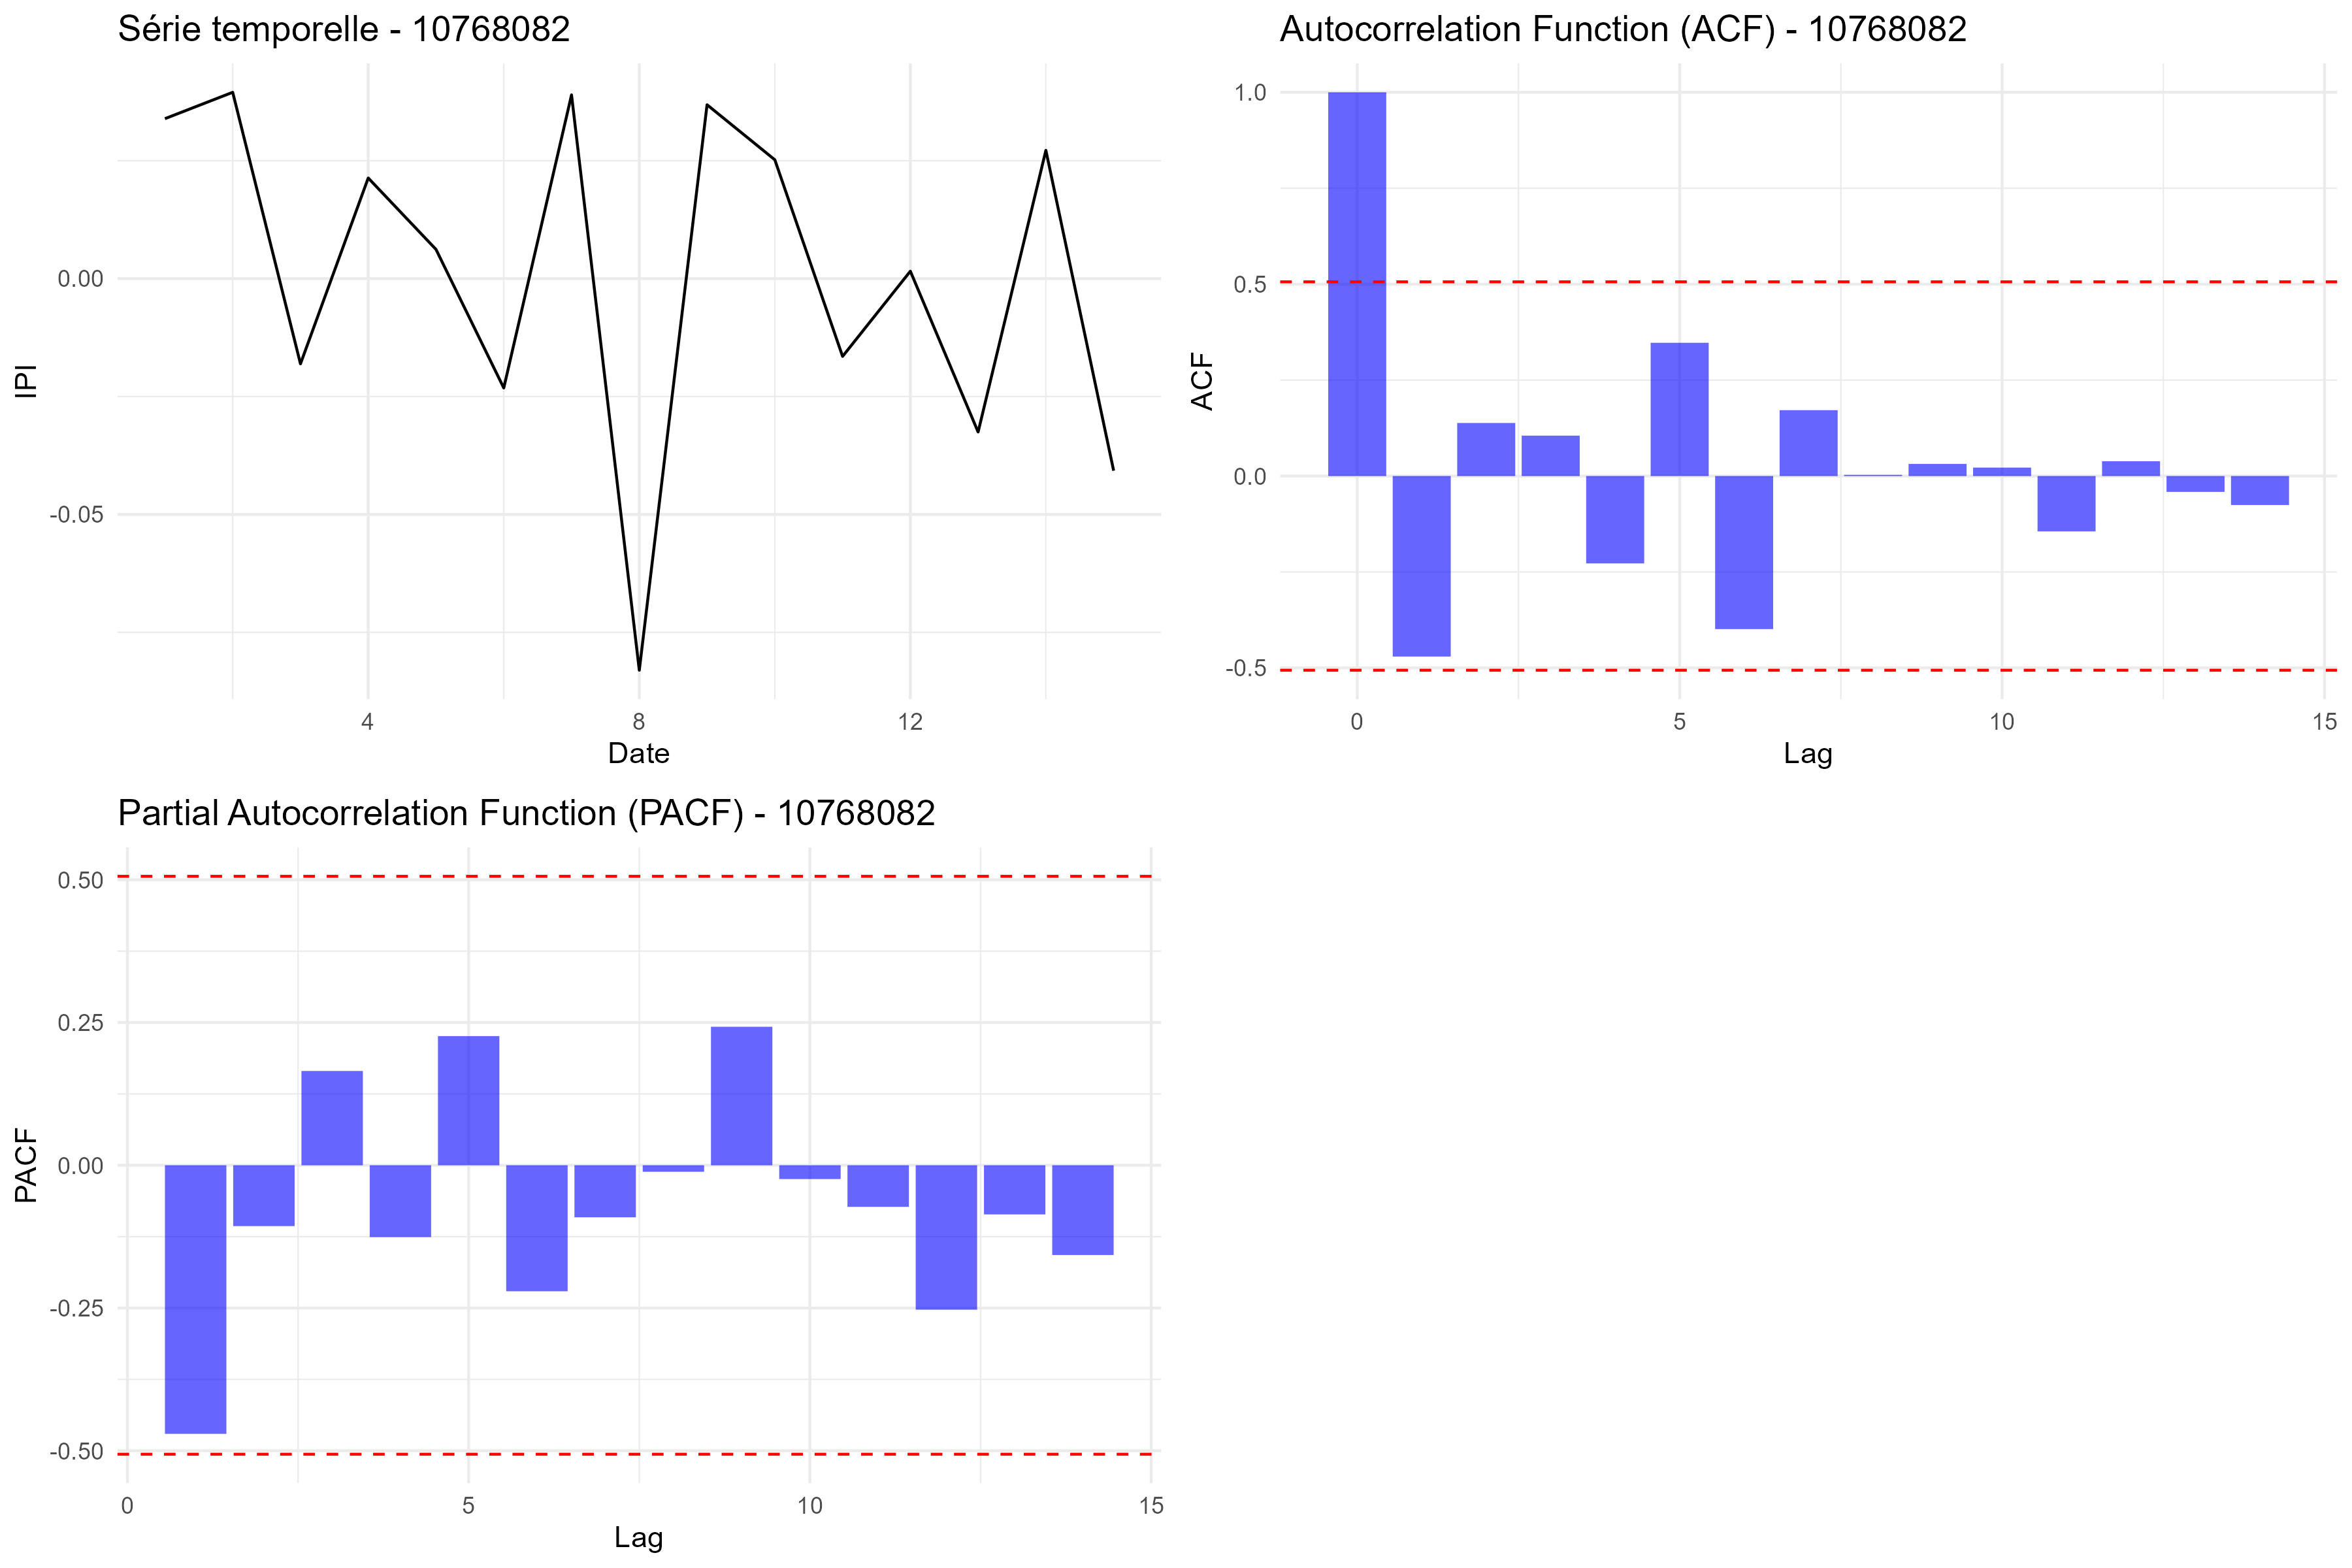 Série temporelle - 10768082
0.00
-0.05
IPI
4 8 12
Date
Autocorrelation Function (ACF) - 10768082
1.0
0.5
0.0
-0.5
ACF
0 5 10 15
Lag
Partial Autocorrelation Function (PACF) - 10768082
0.50
0.25
0.00
-0.25
-0.50
PACF
0 5 10 15
Lag